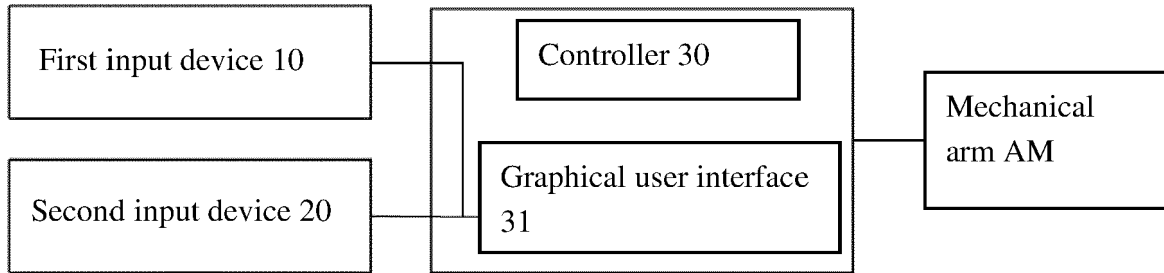 First input device 10
Second input device 20
Controller 30
Graphical user interface
31
Mechanical
arm AM